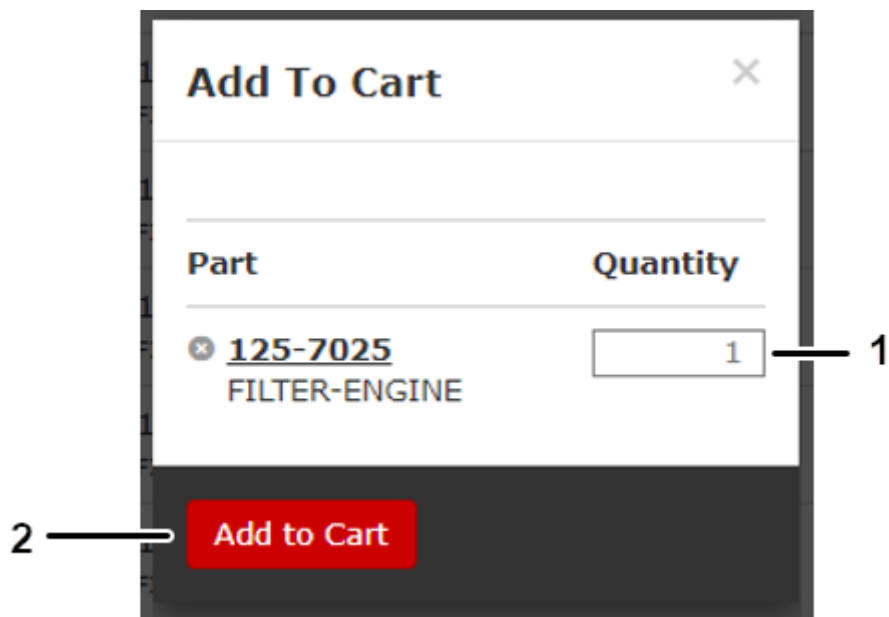 Add To Cart ×
Part Quantity
125-7025 1 1
FILTER-ENGINE
2 Add to Cart